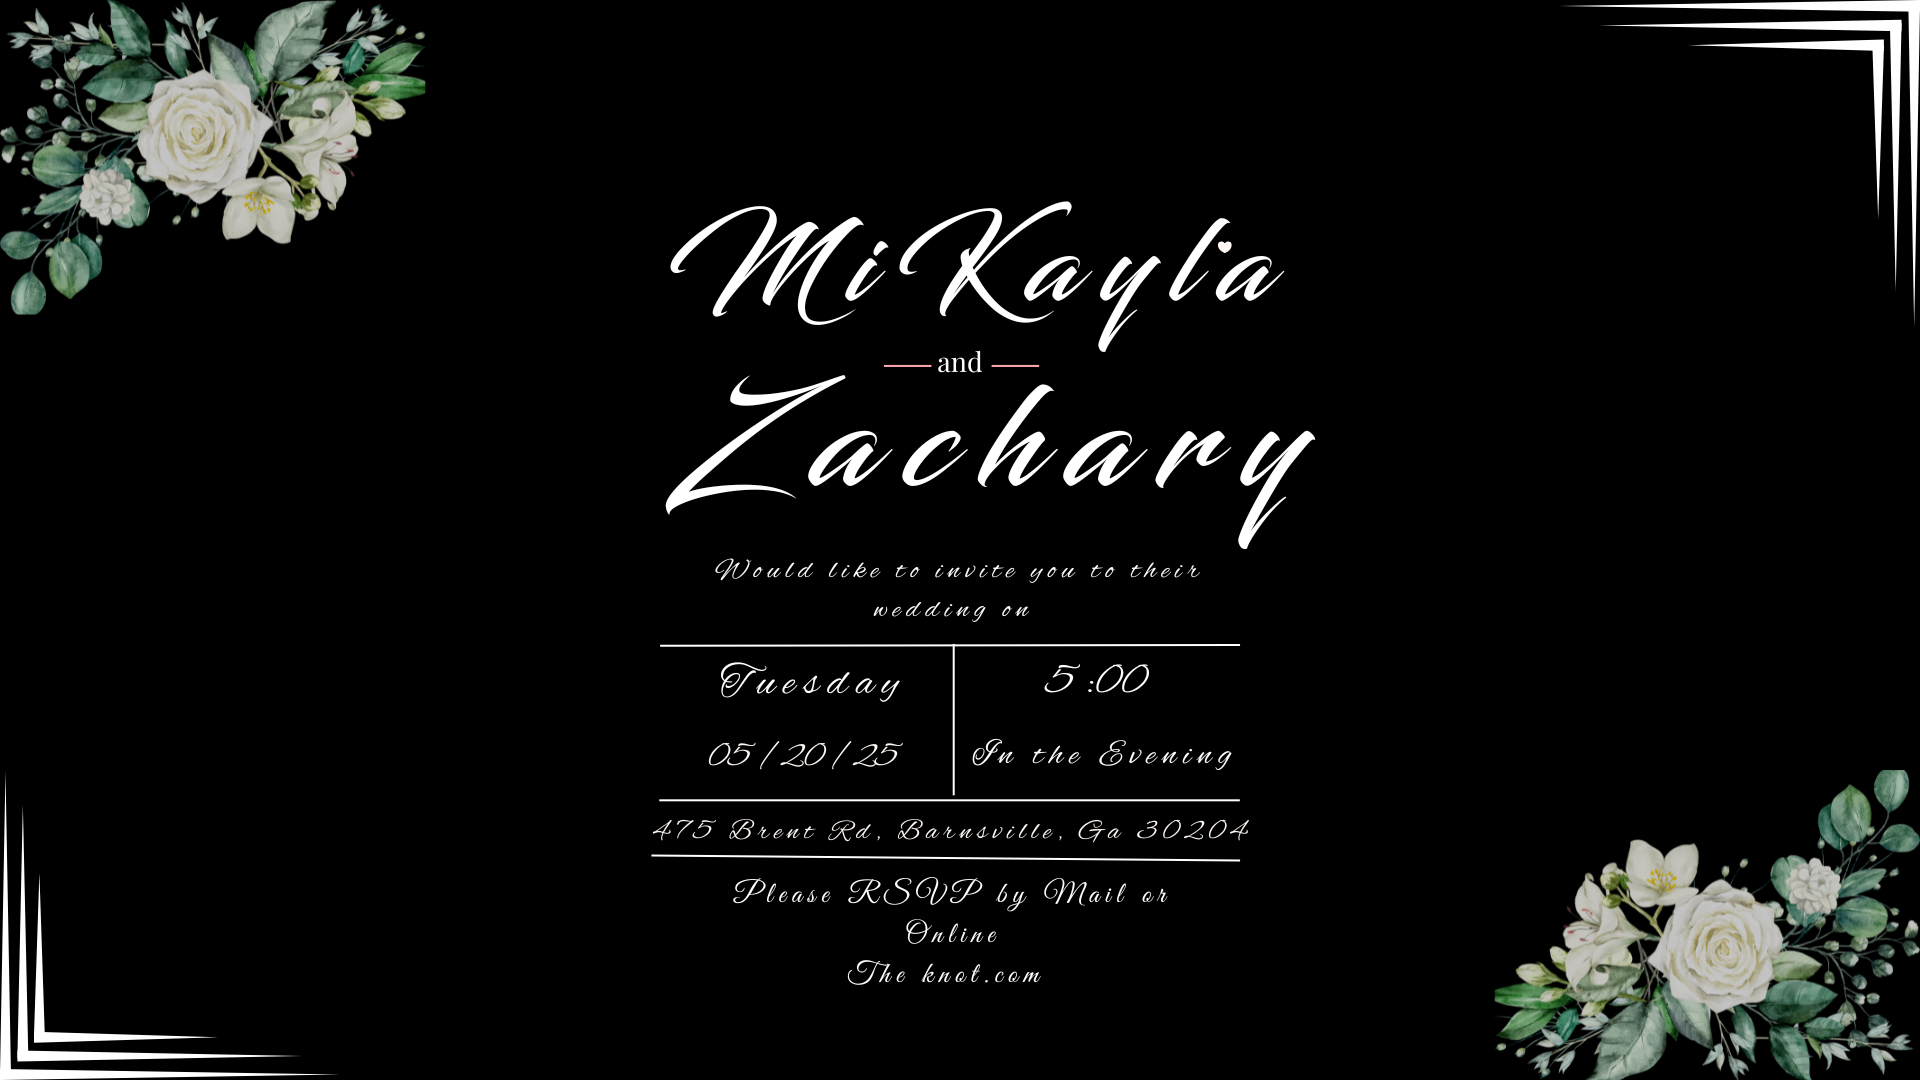 MiKayla
and
Zachary
Would like to invite you to their
wedding on
Tuesday
05/20/25
5:00
In the Evening
475 Brent Rd, Barnsville, Ga 30204
Please RSVP by Mail or
Online
The knot.com